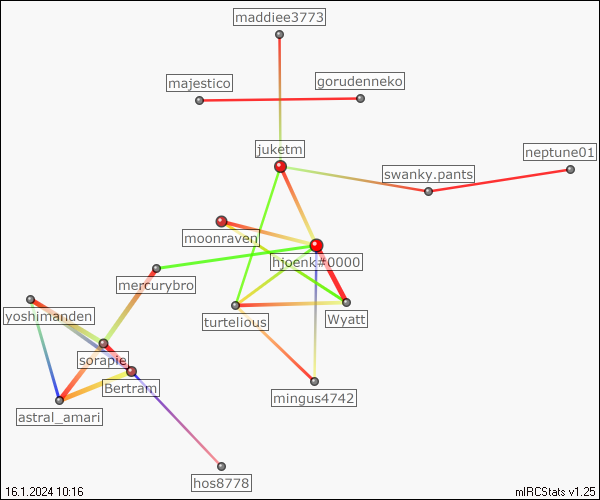 maddiee3773
majestico
gorudenneko
juketm
neptune01
swanky.pants
moonraven
hjoenk#0000
mercurybro
yoshimanden
turtelious
Wyatt
sorapie
Bertram
mingus4742
astral_amari
hos8778
16.1.2024 10:16
mIRCStats v1.25